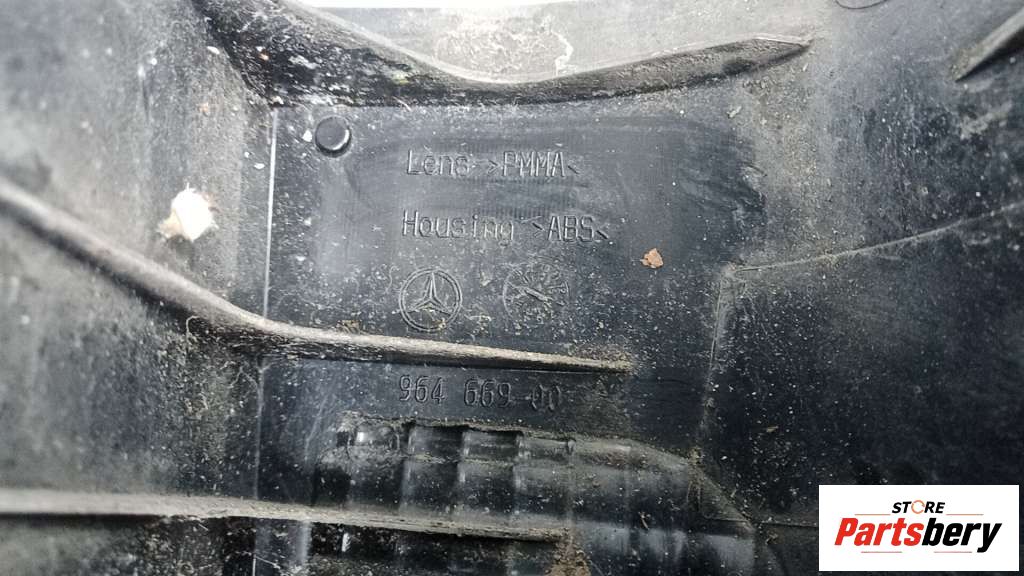 Lens >PMMA<
Housing >ABS<
964 669-00
STORE
Partsbery